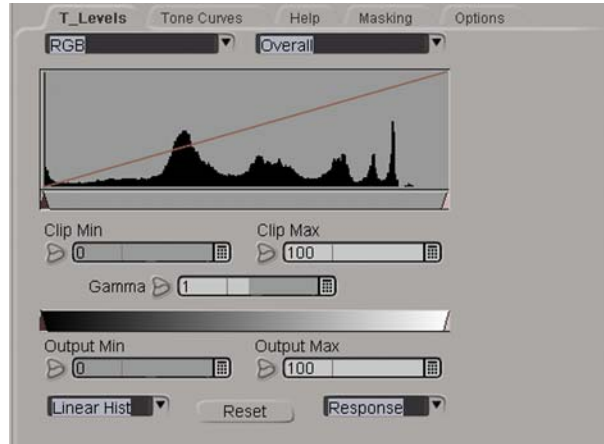 T_Levels Tone Curves Help Masking Options
RGB Overall
Clip Min Clip Max
0 100
Gamma 1
Output Min Output Max
0 100
Linear Hist Reset Response